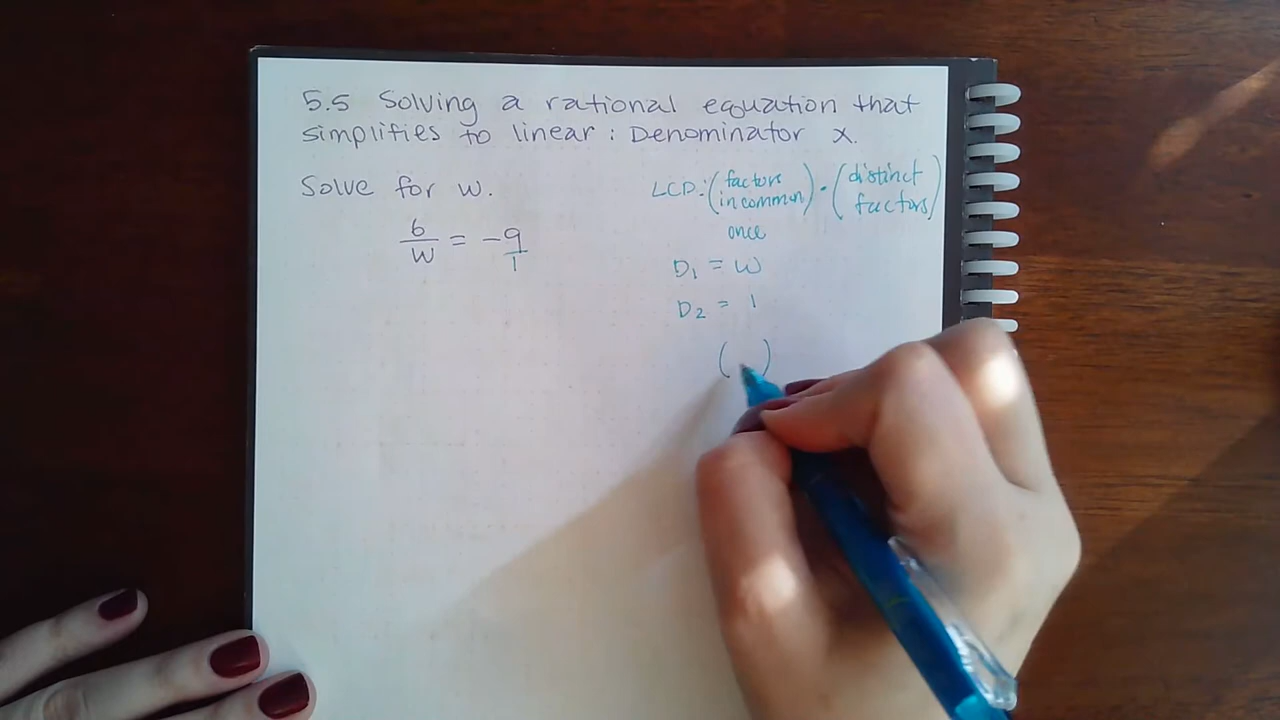 5.5 Solving a rational equation that
simplifies to linear: Denominator x.
Solve for w.
6/w = -9/1
LCD: (factors in common) • (distinct factors)
once
D₁ = w
D₂ = 1
( )